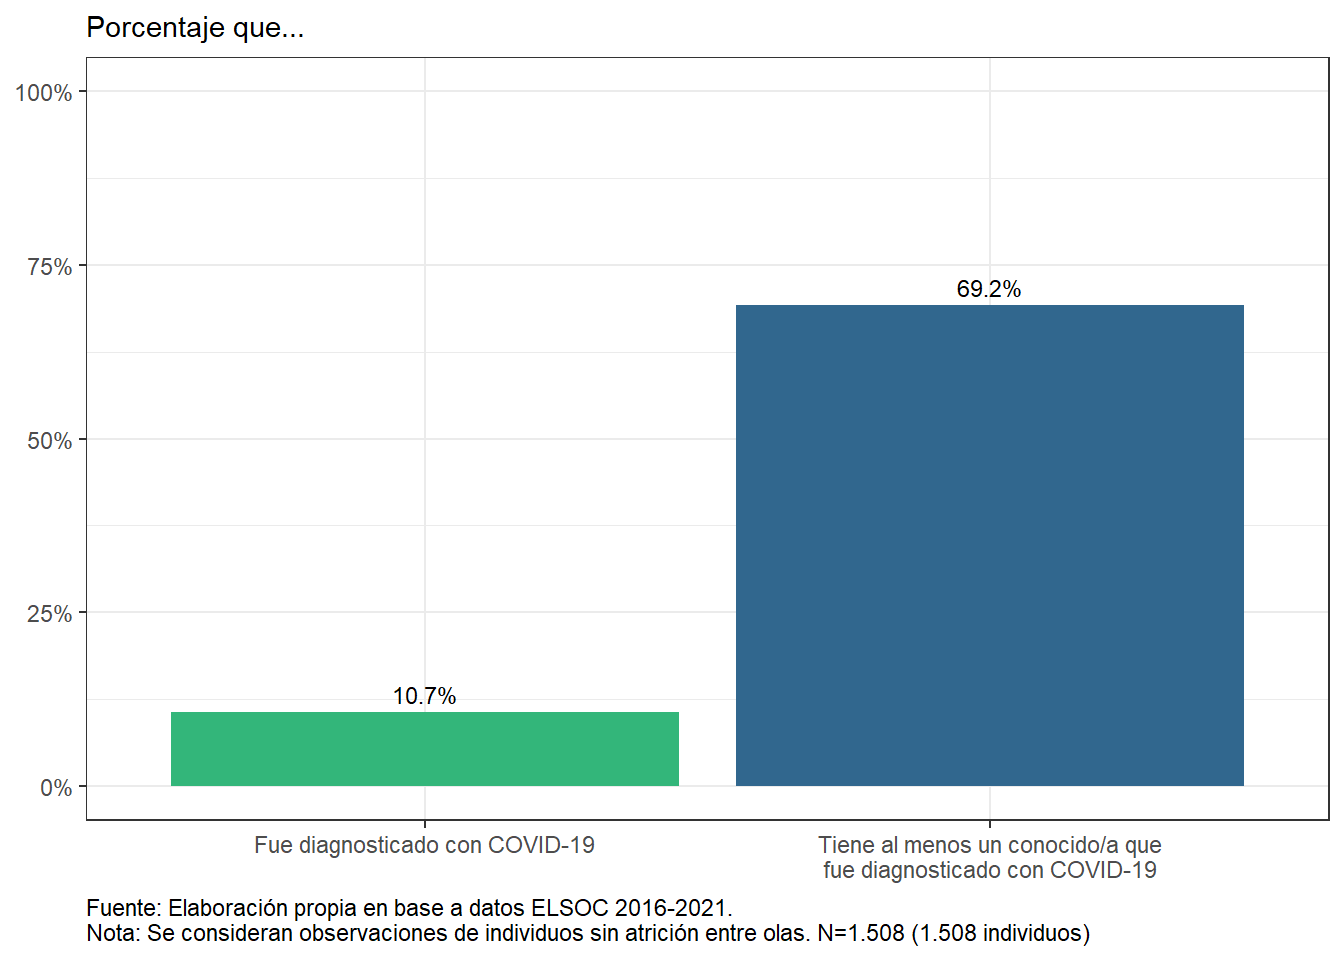 Porcentaje que...
100%
75%
50%
25%
0%
69.2%
10.7%
Fue diagnosticado con COVID-19
Tiene al menos un conocido/a que
fue diagnosticado con COVID-19
Fuente: Elaboración propia en base a datos ELSOC 2016-2021.
Nota: Se consideran observaciones de individuos sin atrición entre olas. N=1.508 (1.508 individuos)